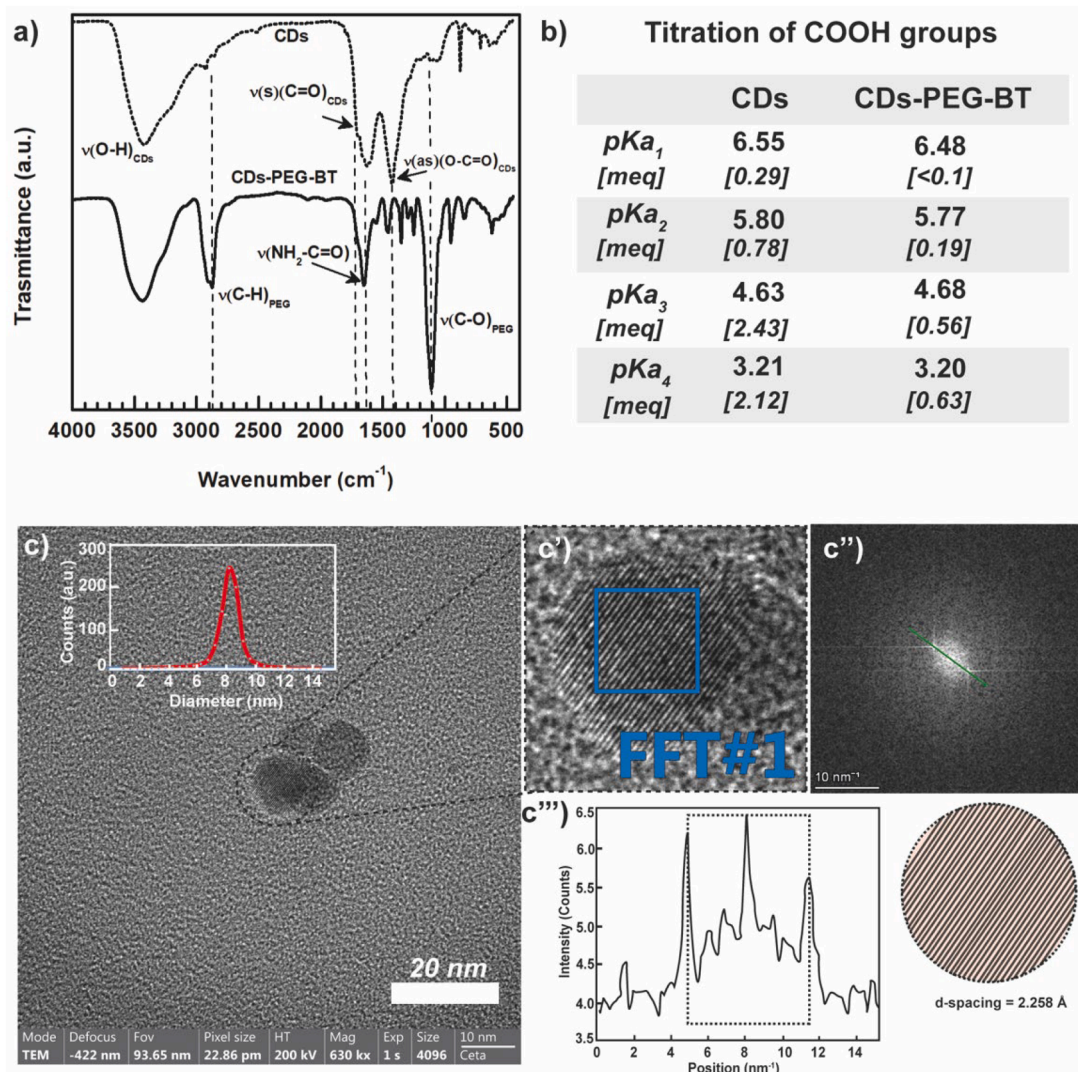 a)
CDs
ν(s)(C=O)CDs
ν(O-H)CDs
ν(as)(O-C=O)CDs
CDs-PEG-BT
ν(NH2-C=O)
ν(C-H)PEG
ν(C-O)PEG
Trasmittance (a.u.)
4000 3500 3000 2500 2000 1500 1000 500
Wavenumber (cm-1)
b) Titration of COOH groups
CDs CDs-PEG-BT
pKa1 6.55 6.48
[meq] [0.29] [<0.1]
pKa2 5.80 5.77
[meq] [0.78] [0.19]
pKa3 4.63 4.68
[meq] [2.43] [0.56]
pKa4 3.21 3.20
[meq] [2.12] [0.63]
c)
300
200
100
0
Counts (a.u.)
0 2 4 6 8 10 12 14
Diameter (nm)
20 nm
Mode Defocus Fov Pixel size HT Mag Exp Size 10 nm
TEM -422 nm 93.65 nm 22.86 pm 200 kV 630 kx 1 s 4096 Ceta
c')
FFT#1
c'')
10 nm⁻¹
c''')
6.5
6.0
5.5
5.0
4.5
4.0
3.5
Intensity (Counts)
0 2 4 6 8 10 12 14
Position (nm-1)
d-spacing = 2.258 Å